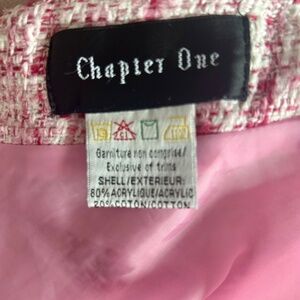 Chapter One
Garniture non comprise/
Exclusive of trims
SHELL/EXTERIEUR:
80% ACRYLIQUE/ACRYLIC
20% COTON/COTTON